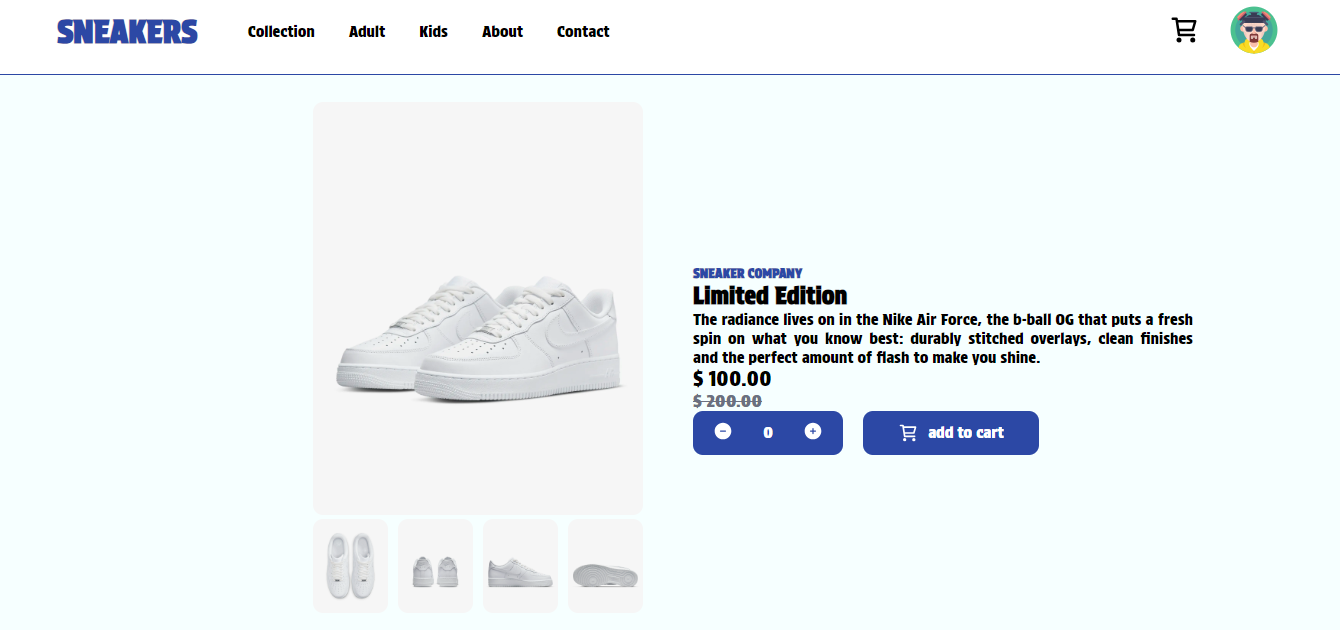 SNEAKERS
Collection Adult Kids About Contact
SNEAKER COMPANY
Limited Edition
The radiance lives on in the Nike Air Force, the b-ball OG that puts a fresh
spin on what you know best: durably stitched overlays, clean finishes
and the perfect amount of flash to make you shine.
$ 100.00
$ 200.00
0
add to cart